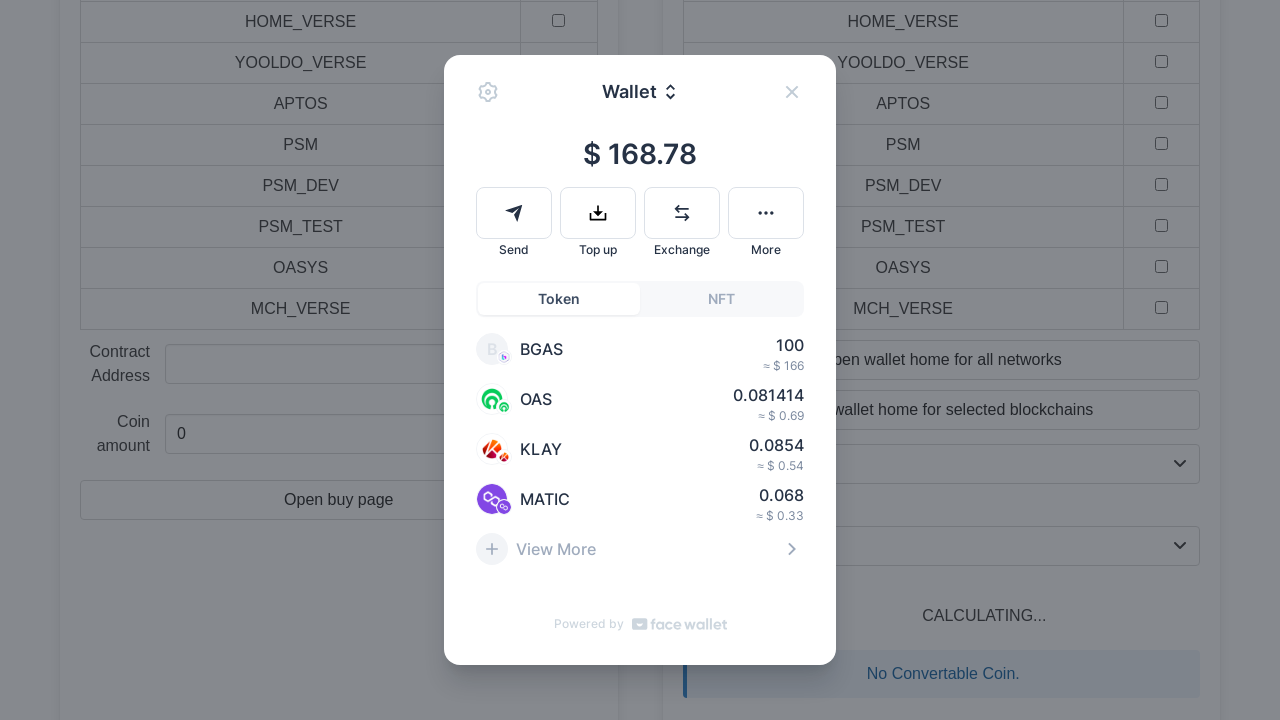 HOME_VERSE
YOOLDO_VERSE
APTOS
PSM
PSM_DEV
PSM_TEST
OASYS
MCH_VERSE
Contract
Address
Coin
amount
0
Open buy page
Wallet
$ 168.78
Send
Top up
Exchange
More
Token
NFT
B
BGAS
100
≈ $ 166
OAS
0.081414
≈ $ 0.69
KLAY
0.0854
≈ $ 0.54
MATIC
0.068
≈ $ 0.33
View More
Powered by face wallet
HOME_VERSE
YOOLDO_VERSE
APTOS
PSM
PSM_DEV
PSM_TEST
OASYS
MCH_VERSE
wallet home for all networks
wallet home for selected blockchains
CALCULATING...
No Convertable Coin.